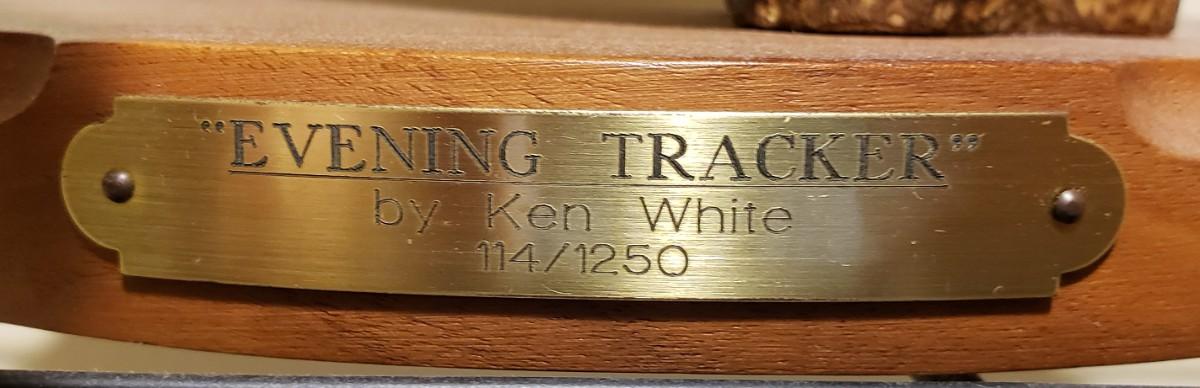 "EVENING TRACKER"
by Ken White
114/1250